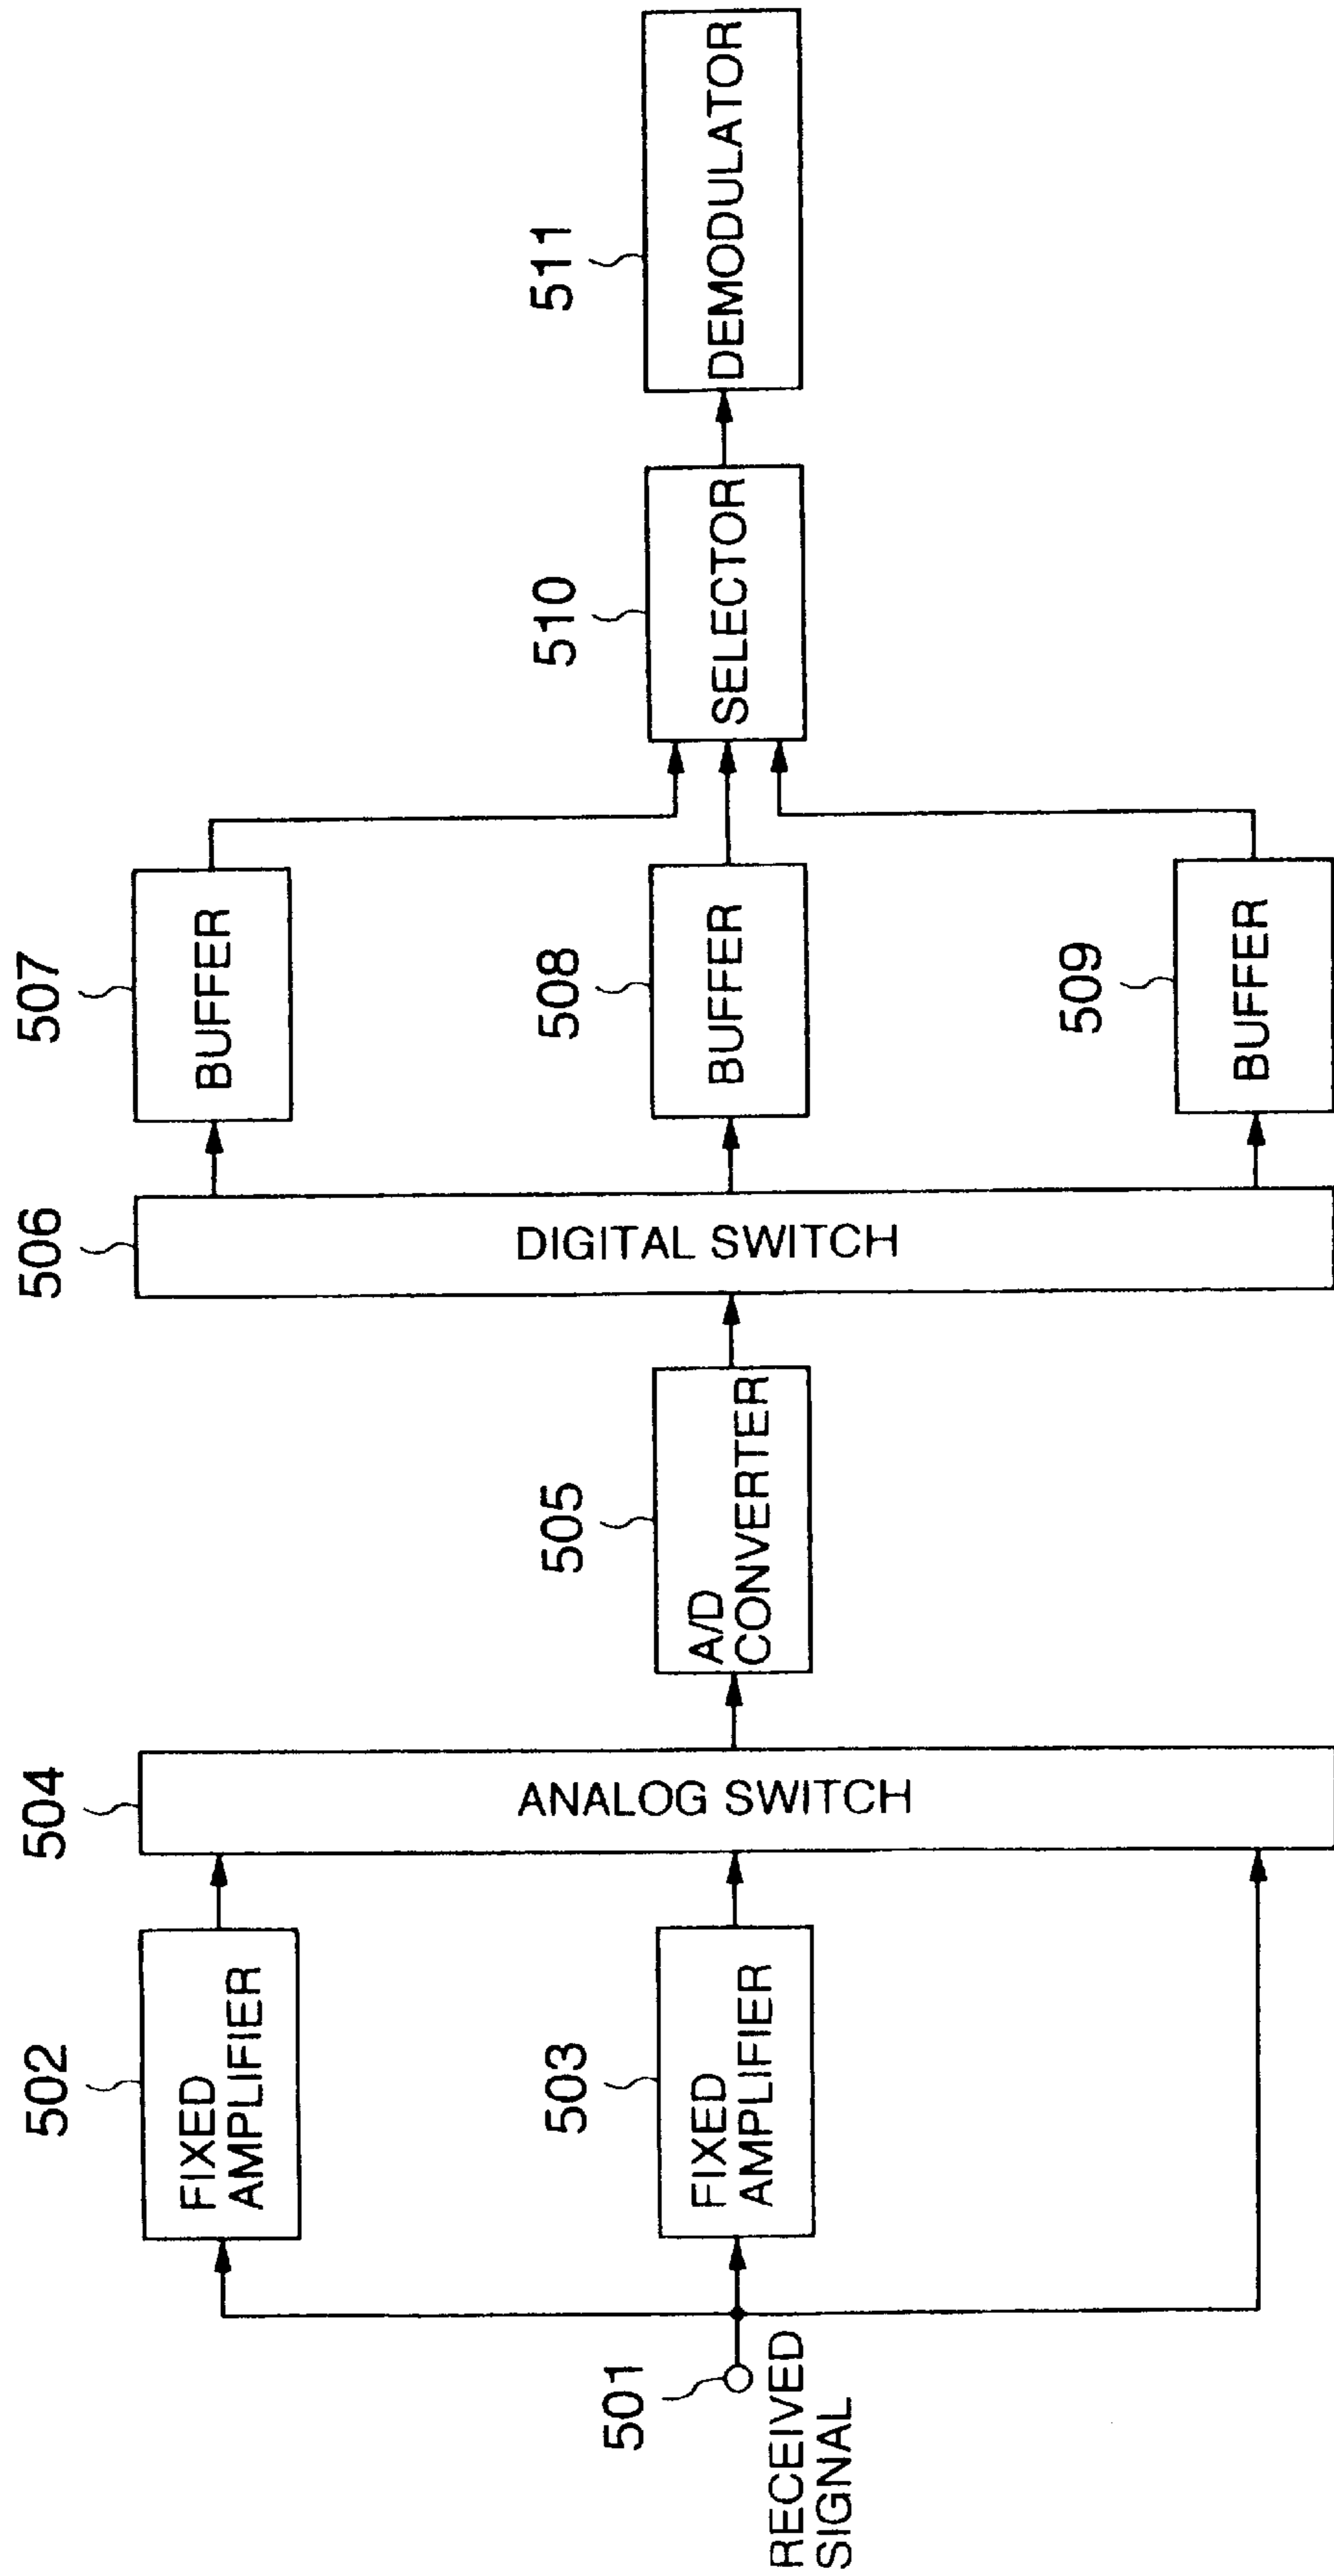 501
RECEIVED
SIGNAL
502
FIXED
AMPLIFIER
503
FIXED
AMPLIFIER
504
ANALOG SWITCH
505
A/D
CONVERTER
506
DIGITAL SWITCH
507
BUFFER
508
BUFFER
509
BUFFER
510
SELECTOR
511
DEMODULATOR